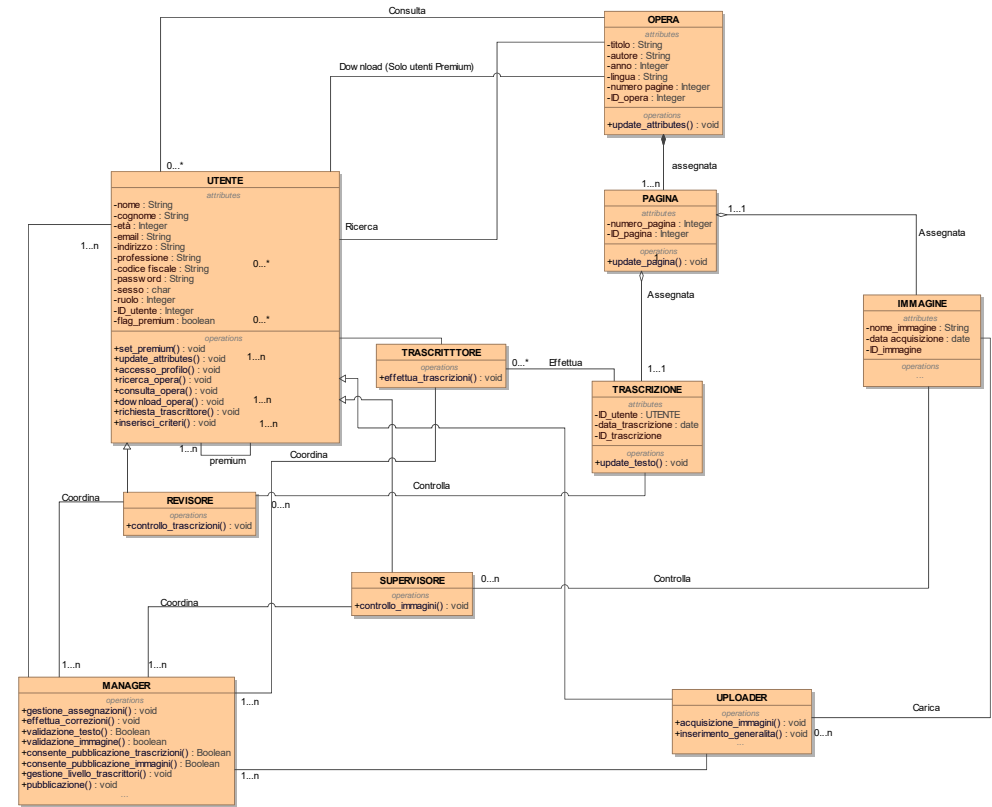 Consulta
OPERA
attributes
-titolo : String
-autore : String
-anno : Integer
-lingua : String
-numero pagine : Integer
-ID_opera : Integer
operations
+update_attributes() : void
Download (Solo utenti Premium)
assegnata
0...*
1...n
UTENTE
attributes
-nome : String
-cognome : String
-età : Integer
-email : String
-indirizzo : String
-professione : String
-codice fiscale : String
-password : String
-sesso : char
-ruolo : Integer
-ID_utente : Integer
-flag_premium : boolean
0...*
0...*
operations
+set_premium() : void
+update_attributes() : void
+accesso_profilo() : void
+ricerca_opera() : void
+consulta_opera() : void
+download_opera() : void
+richiesta_trascrittore() : void
+inserisci_criteri() : void
1...n
1...n
1...n
1...n
premium
1...n
Ricerca
PAGINA
attributes
-numero_pagina : Integer
-ID_pagina : Integer
operations
+update_pagina() : void
1
1...1
Assegnata
Assegnata
IMMAGINE
attributes
-nome_immagine : String
-data acquisizione : date
-ID_immagine
operations
...
TRASCRITTTORE
operations
+effettua_trascrizioni() : void
0...*
Effettua
1...1
TRASCRIZIONE
attributes
-ID_utente : UTENTE
-data_trascrizione : date
-ID_trascrizione
operations
+update_testo() : void
Coordina
Controlla
Coordina
REVISORE
operations
+controllo_trascrizioni() : void
0...n
SUPERVISORE
operations
+controllo_immagini() : void
0...n
Controlla
Coordina
1...n
1...n
MANAGER
operations
+gestione_assegnazioni() : void
+effettua_correzioni() : void
+validazione_testo() : Boolean
+validazione_immagine() : boolean
+consente_pubblicazione_trascrizioni() : Boolean
+consente_pubblicazione_immagini() : Boolean
+gestione_livello_trascrittori() : void
+pubblicazione() : void
...
1...n
1...n
UPLOADER
operations
+acquisizione_immagini() : void
+inserimento_generalita() : void
...
Carica
0...n